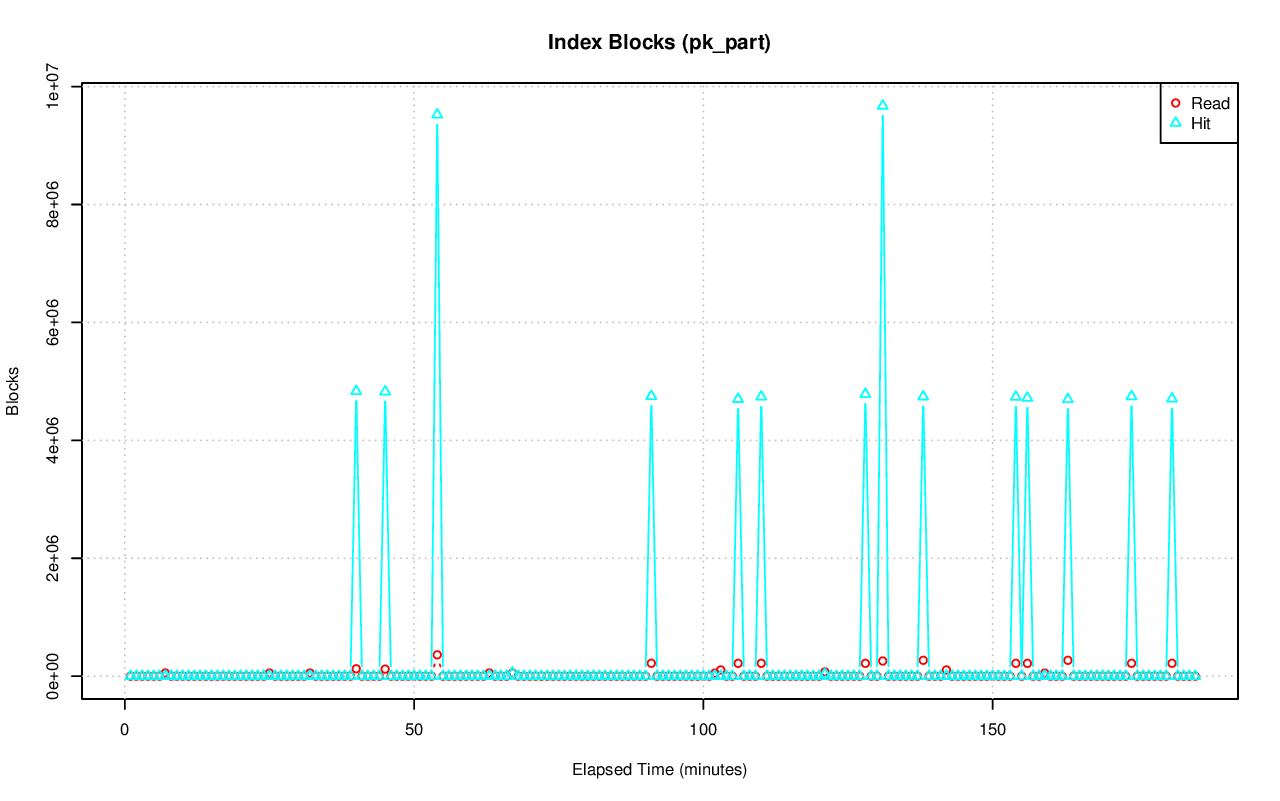 Index Blocks (pk_part)
Read
Hit
Blocks
1e+07
8e+06
6e+06
4e+06
2e+06
0e+00
0 50 100 150
Elapsed Time (minutes)